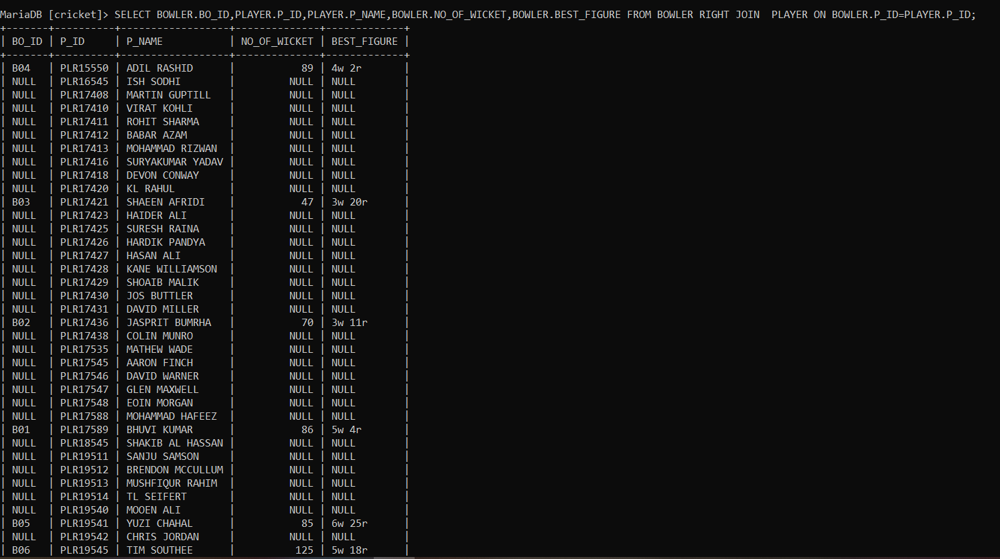 MariaDB [cricket]> SELECT BOWLER.BO_ID,PLAYER.P_ID,PLAYER.P_NAME,BOWLER.NO_OF_WICKET,BOWLER.BEST_FIGURE FROM BOWLER RIGHT JOIN  PLAYER ON BOWLER.P_ID=PLAYER.P_ID;
+-------+----------+------------------+--------------+-------------+
| BO_ID | P_ID     | P_NAME           | NO_OF_WICKET | BEST_FIGURE |
+-------+----------+------------------+--------------+-------------+
| B04   | PLR15550 | ADIL RASHID      |           89 | 4w 2r       |
| NULL  | PLR16545 | ISH SODHI        |         NULL | NULL        |
| NULL  | PLR17408 | MARTIN GUPTILL   |         NULL | NULL        |
| NULL  | PLR17410 | VIRAT KOHLI      |         NULL | NULL        |
| NULL  | PLR17411 | ROHIT SHARMA     |         NULL | NULL        |
| NULL  | PLR17412 | BABAR AZAM       |         NULL | NULL        |
| NULL  | PLR17413 | MOHAMMAD RIZWAN  |         NULL | NULL        |
| NULL  | PLR17416 | SURYAKUMAR YADAV |         NULL | NULL        |
| NULL  | PLR17418 | DEVON CONWAY     |         NULL | NULL        |
| NULL  | PLR17420 | KL RAHUL         |         NULL | NULL        |
| B03   | PLR17421 | SHAEEN AFRIDI    |           47 | 3w 20r      |
| NULL  | PLR17423 | HAIDER ALI       |         NULL | NULL        |
| NULL  | PLR17425 | SURESH RAINA     |         NULL | NULL        |
| NULL  | PLR17426 | HARDIK PANDYA    |         NULL | NULL        |
| NULL  | PLR17427 | HASAN ALI        |         NULL | NULL        |
| NULL  | PLR17428 | KANE WILLIAMSON  |         NULL | NULL        |
| NULL  | PLR17429 | SHOAIB MALIK     |         NULL | NULL        |
| NULL  | PLR17430 | JOS BUTTLER      |         NULL | NULL        |
| NULL  | PLR17431 | DAVID MILLER     |         NULL | NULL        |
| B02   | PLR17436 | JASPRIT BUMRHA   |           70 | 3w 11r      |
| NULL  | PLR17438 | COLIN MUNRO      |         NULL | NULL        |
| NULL  | PLR17535 | MATHEW WADE      |         NULL | NULL        |
| NULL  | PLR17545 | AARON FINCH      |         NULL | NULL        |
| NULL  | PLR17546 | DAVID WARNER     |         NULL | NULL        |
| NULL  | PLR17547 | GLEN MAXWELL     |         NULL | NULL        |
| NULL  | PLR17548 | EOIN MORGAN      |         NULL | NULL        |
| NULL  | PLR17588 | MOHAMMAD HAFEEZ  |         NULL | NULL        |
| B01   | PLR17589 | BHUVI KUMAR      |           86 | 5w 4r       |
| NULL  | PLR18545 | SHAKIB AL HASSAN |         NULL | NULL        |
| NULL  | PLR19511 | SANJU SAMSON     |         NULL | NULL        |
| NULL  | PLR19512 | BRENDON MCCULLUM |         NULL | NULL        |
| NULL  | PLR19513 | MUSHFIQUR RAHIM  |         NULL | NULL        |
| NULL  | PLR19514 | TL SEIFERT       |         NULL | NULL        |
| NULL  | PLR19540 | MOOEN ALI        |         NULL | NULL        |
| B05   | PLR19541 | YUZI CHAHAL      |           85 | 6w 25r      |
| NULL  | PLR19542 | CHRIS JORDAN     |         NULL | NULL        |
| B06   | PLR19545 | TIM SOUTHEE      |          125 | 5w 18r      |